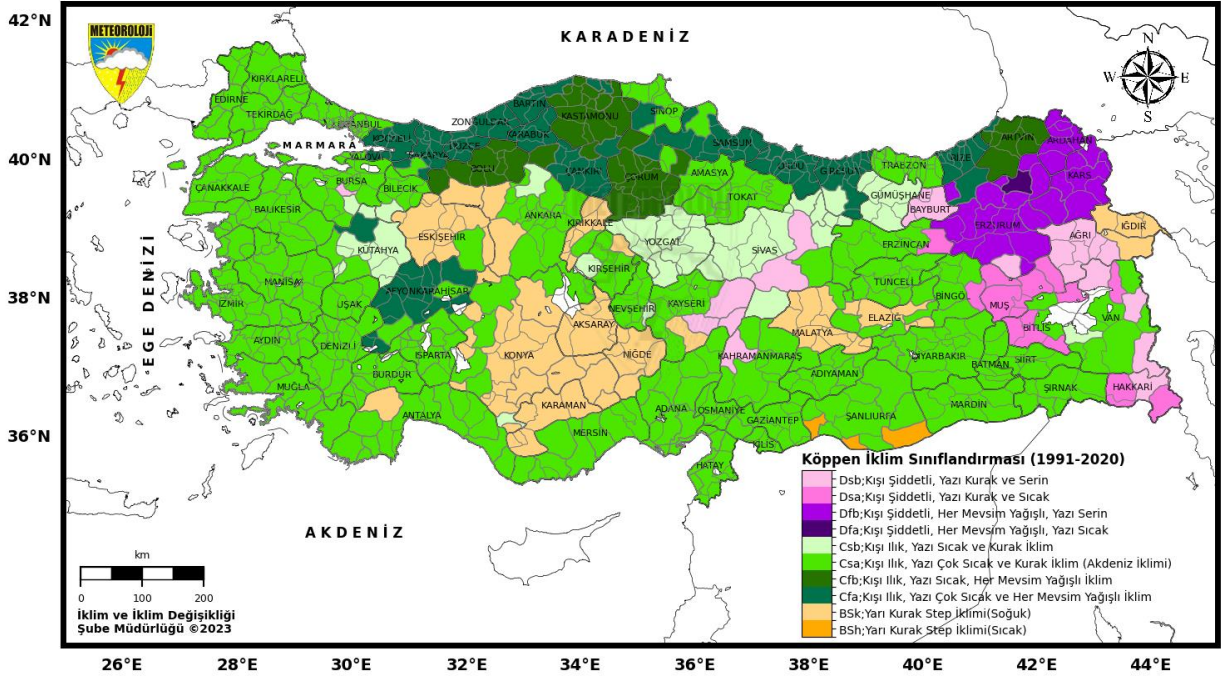 42°N
40°N
38°N
36°N
METEOROLOJİ
KARADENİZ
N
W E
S
KIRKLARELİ
EDİRNE
TEKİRDAĞ
İSTANBUL
MARMARA
KOCAELİ
YALOVA
SAKARYA
DÜZCE
ZONGULDAK
BARTIN
KARABÜK
KASTAMONU
SİNOP
SAMSUN
ORDU
GİRESUN
TRABZON
RİZE
ARTVİN
ARDAHAN
KARS
ÇANAKKALE
BALIKESİR
BURSA
BİLECİK
BOLU
ÇANKIRI
ÇORUM
AMASYA
TOKAT
GÜMÜŞHANE
BAYBURT
ERZURUM
AĞRI
IĞDIR
KÜTAHYA
ESKİŞEHİR
ANKARA
KIRIKKALE
YOZGAT
SİVAS
ERZİNCAN
EGE DENİZİ
MANİSA
İZMİR
UŞAK
AFYONKARAHİSAR
KIRŞEHİR
NEVŞEHİR
KAYSERİ
TUNCELİ
BİNGÖL
MUŞ
BİTLİS
VAN
AYDIN
DENİZLİ
ISPARTA
BURDUR
KONYA
AKSARAY
NİĞDE
MALATYA
ELAZIĞ
KAHRAMANMARAŞ
ADIYAMAN
DİYARBAKIR
BATMAN
SİİRT
ŞIRNAK
HAKKARİ
MUĞLA
ANTALYA
KARAMAN
MERSİN
ADANA
OSMANİYE
GAZİANTEP
KİLİS
HATAY
ŞANLIURFA
MARDİN
AKDENİZ
Köppen İklim Sınıflandırması (1991-2020)
Dsb;Kışı Şiddetli, Yazı Kurak ve Serin
Dsa;Kışı Şiddetli, Yazı Kurak ve Sıcak
Dfb;Kışı Şiddetli, Her Mevsim Yağışlı, Yazı Serin
Dfa;Kışı Şiddetli, Her Mevsim Yağışlı, Yazı Sıcak
Csb;Kışı Ilık, Yazı Sıcak ve Kurak İklim
Csa;Kışı Ilık, Yazı Çok Sıcak ve Kurak İklim (Akdeniz İklimi)
Cfb;Kışı Ilık, Yazı Sıcak, Her Mevsim Yağışlı İklim
Cfa;Kışı Ilık, Yazı Çok Sıcak ve Her Mevsim Yağışlı İklim
BSk;Yarı Kurak Step İklimi(Soğuk)
BSh;Yarı Kurak Step İklimi(Sıcak)
km
0 100 200
İklim ve İklim Değişikliği
Şube Müdürlüğü ©2023
26°E 28°E 30°E 32°E 34°E 36°E 38°E 40°E 42°E 44°E